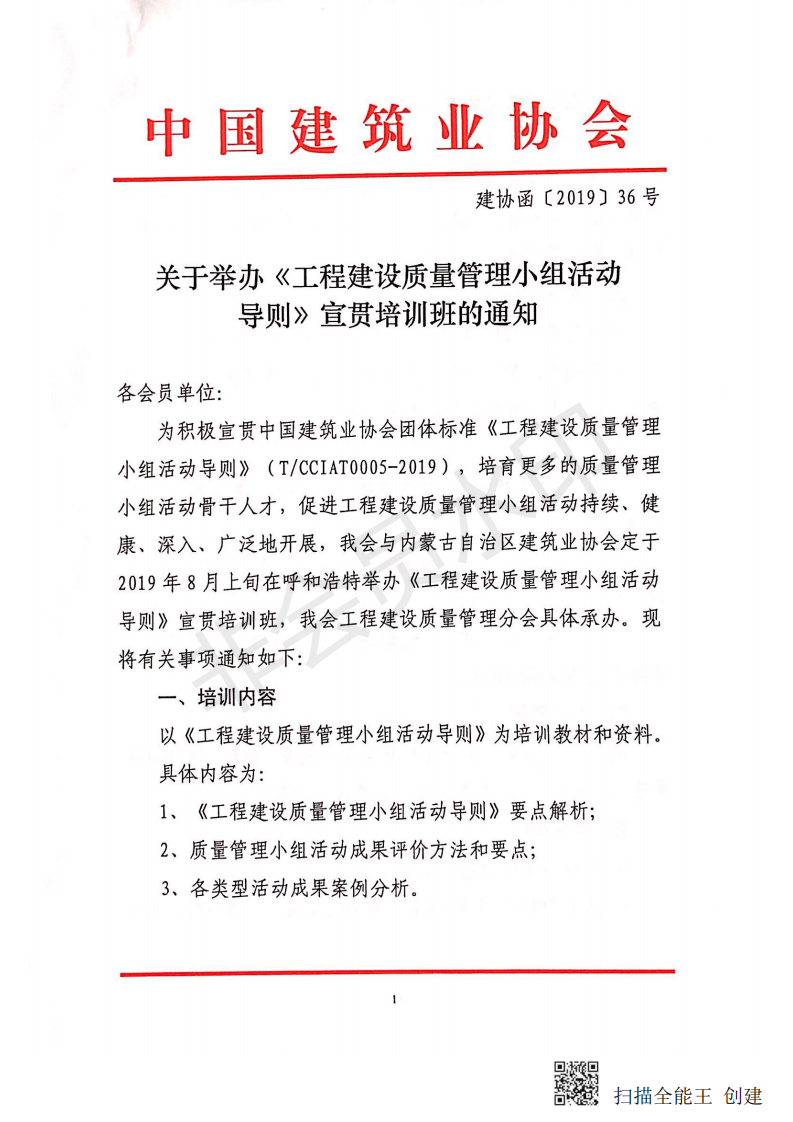 中国建筑业协会
建协函〔2019〕36号
关于举办《工程建设质量管理小组活动
导则》宣贯培训班的通知
各会员单位：
为积极宣贯中国建筑业协会团体标准《工程建设质量管理
小组活动导则》（T/CCIAT0005-2019），培育更多的质量管理
小组活动骨干人才，促进工程建设质量管理小组活动持续、健
康、深入、广泛地开展，我会与内蒙古自治区建筑业协会定于
2019年8月上旬在呼和浩特举办《工程建设质量管理小组活动
导则》宣贯培训班，我会工程建设质量管理分会具体承办。现
将有关事项通知如下：
一、培训内容
以《工程建设质量管理小组活动导则》为培训教材和资料。
具体内容为：
1、《工程建设质量管理小组活动导则》要点解析；
2、质量管理小组活动成果评价方法和要点；
3、各类型活动成果案例分析。
1
非会员水印
扫描全能王 创建